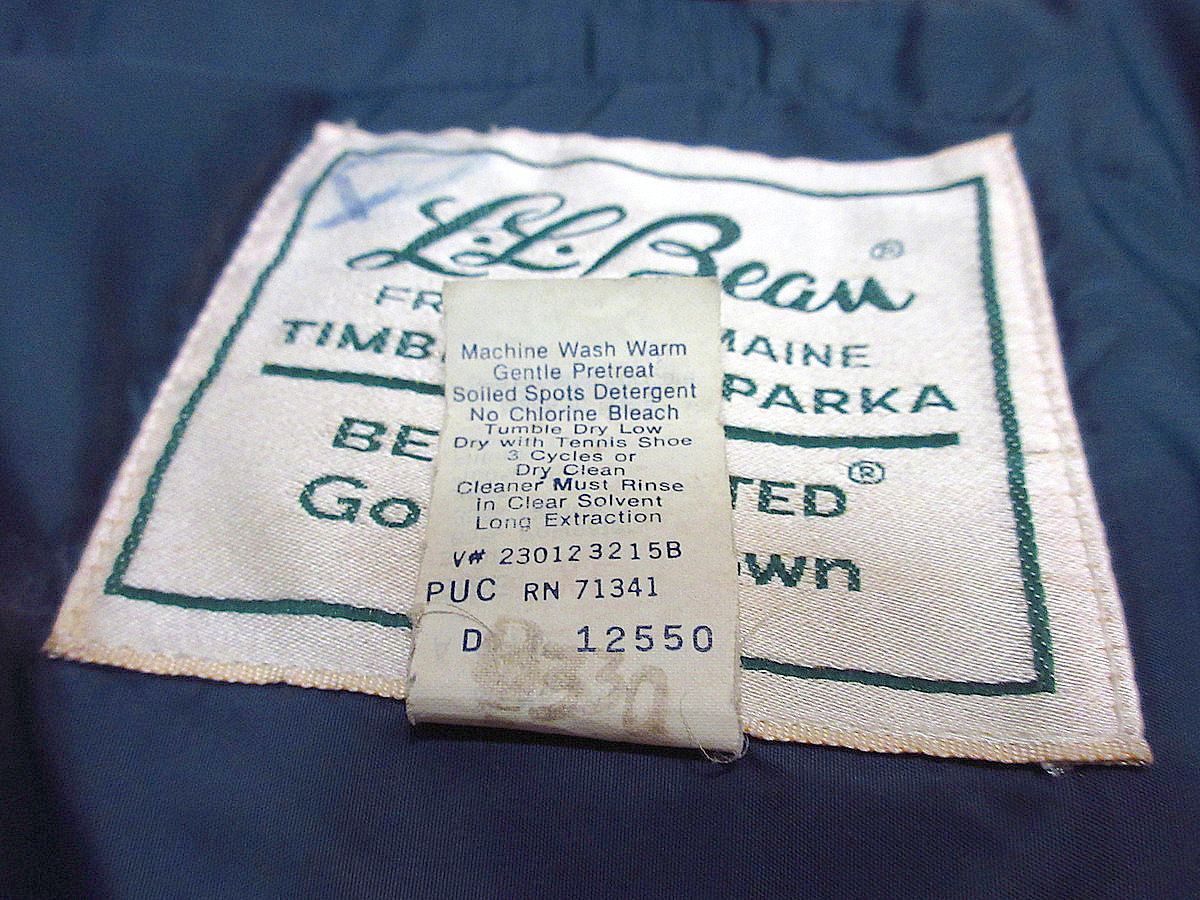 L.L.Bean®
FR
TIMB MAINE
PARKA
BE
Go TED®
wn
Machine Wash Warm
Gentle Pretreat
Soiled Spots Detergent
No Chlorine Bleach
Tumble Dry Low
Dry with Tennis Shoe
3 Cycles or
Dry Clean
Cleaner Must Rinse
in Clear Solvent
Long Extraction
V# 230123215B
PUC RN 71341
D 12550